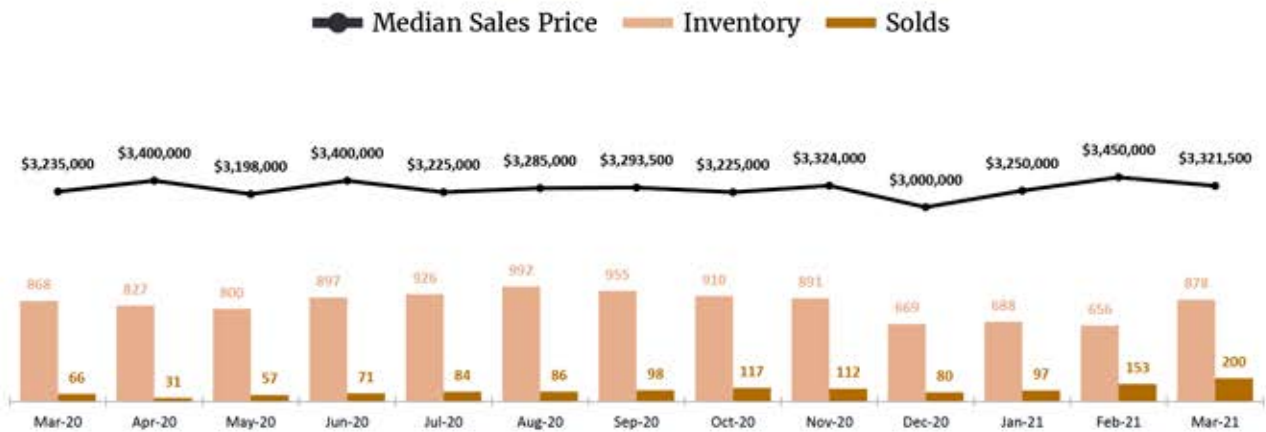 Median Sales Price Inventory Solds
$3,235,000 $3,400,000 $3,198,000 $3,400,000 $3,225,000 $3,285,000 $3,293,500 $3,225,000 $3,324,000 $3,000,000 $3,250,000 $3,450,000 $3,321,500
868 827 800 897 926 992 955 910 891 669 688 656 878
66 31 57 71 84 86 98 117 112 80 97 153 200
Mar-20 Apr-20 May-20 Jun-20 Jul-20 Aug-20 Sep-20 Oct-20 Nov-20 Dec-20 Jan-21 Feb-21 Mar-21